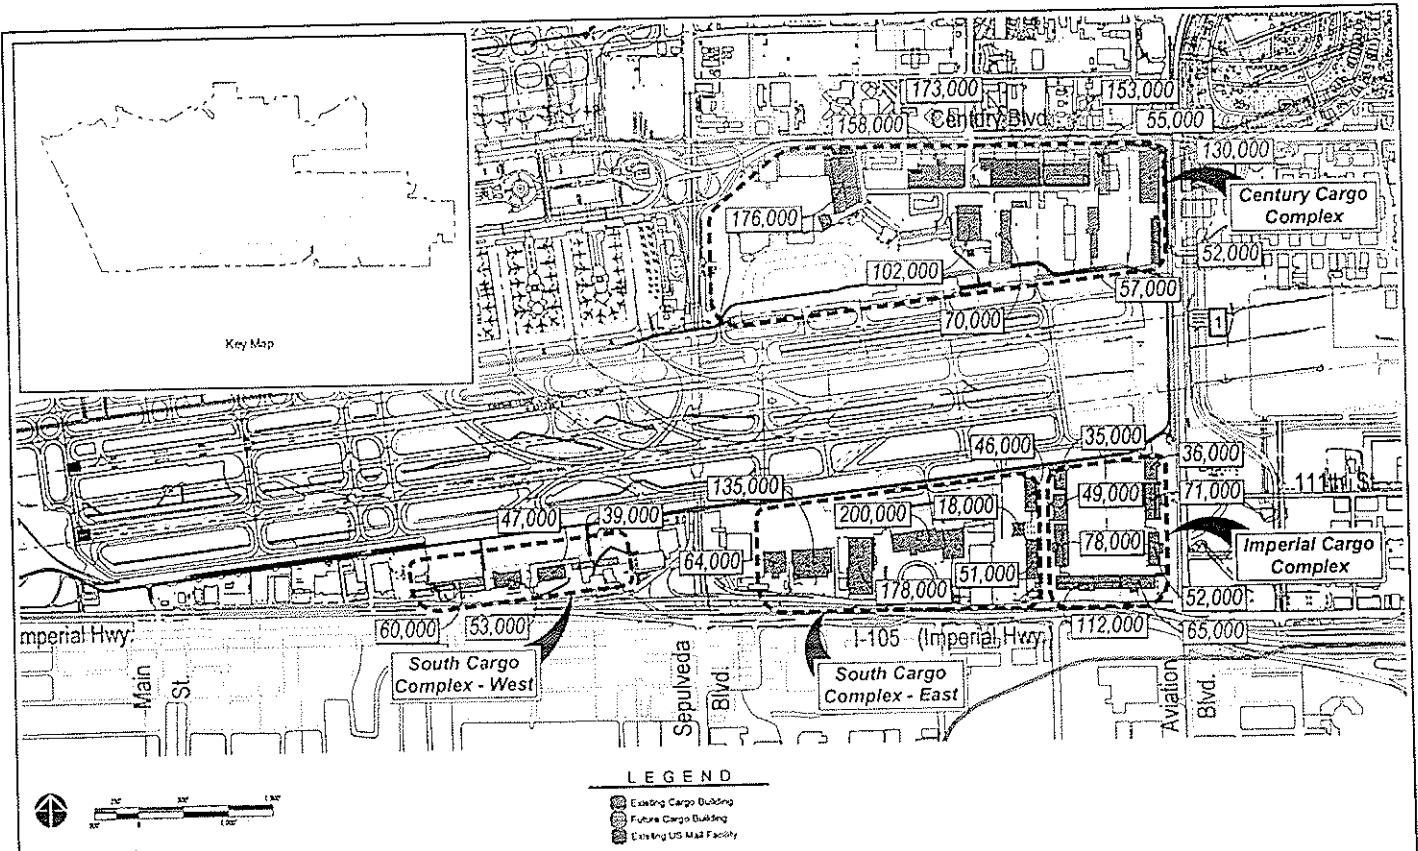 173,000
153,000
158,000
Century Blvd.
55,000
130,000
Century Cargo
Complex
176,000
52,000
102,000
57,000
70,000
1
Key Map
46,000
35,000
36,000
111th St.
135,000
49,000
71,000
47,000
39,000
200,000
18,000
78,000
Imperial Cargo
Complex
64,000
178,000
51,000
52,000
60,000
53,000
112,000
65,000
mperial Hwy.
I-105 (Imperial Hwy.
South Cargo
Complex - West
South Cargo
Complex - East
Main
St.
Sepulveda
Blvd.
Aviation
Blvd.
LEGEND
Existing Cargo Building
Future Cargo Building
Existing US Mail Facility